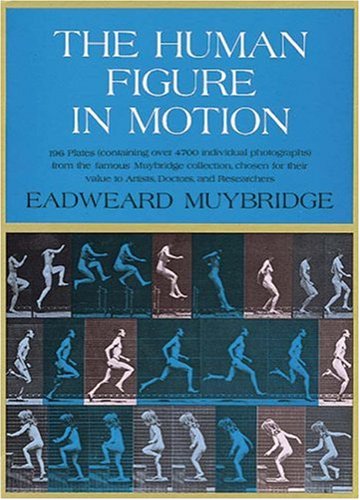 THE HUMAN
FIGURE
IN MOTION
196 Plates (containing over 4700 individual photographs)
from the famous Muybridge collection, chosen for their
value to Artists, Doctors, and Researchers
EADWEARD MUYBRIDGE